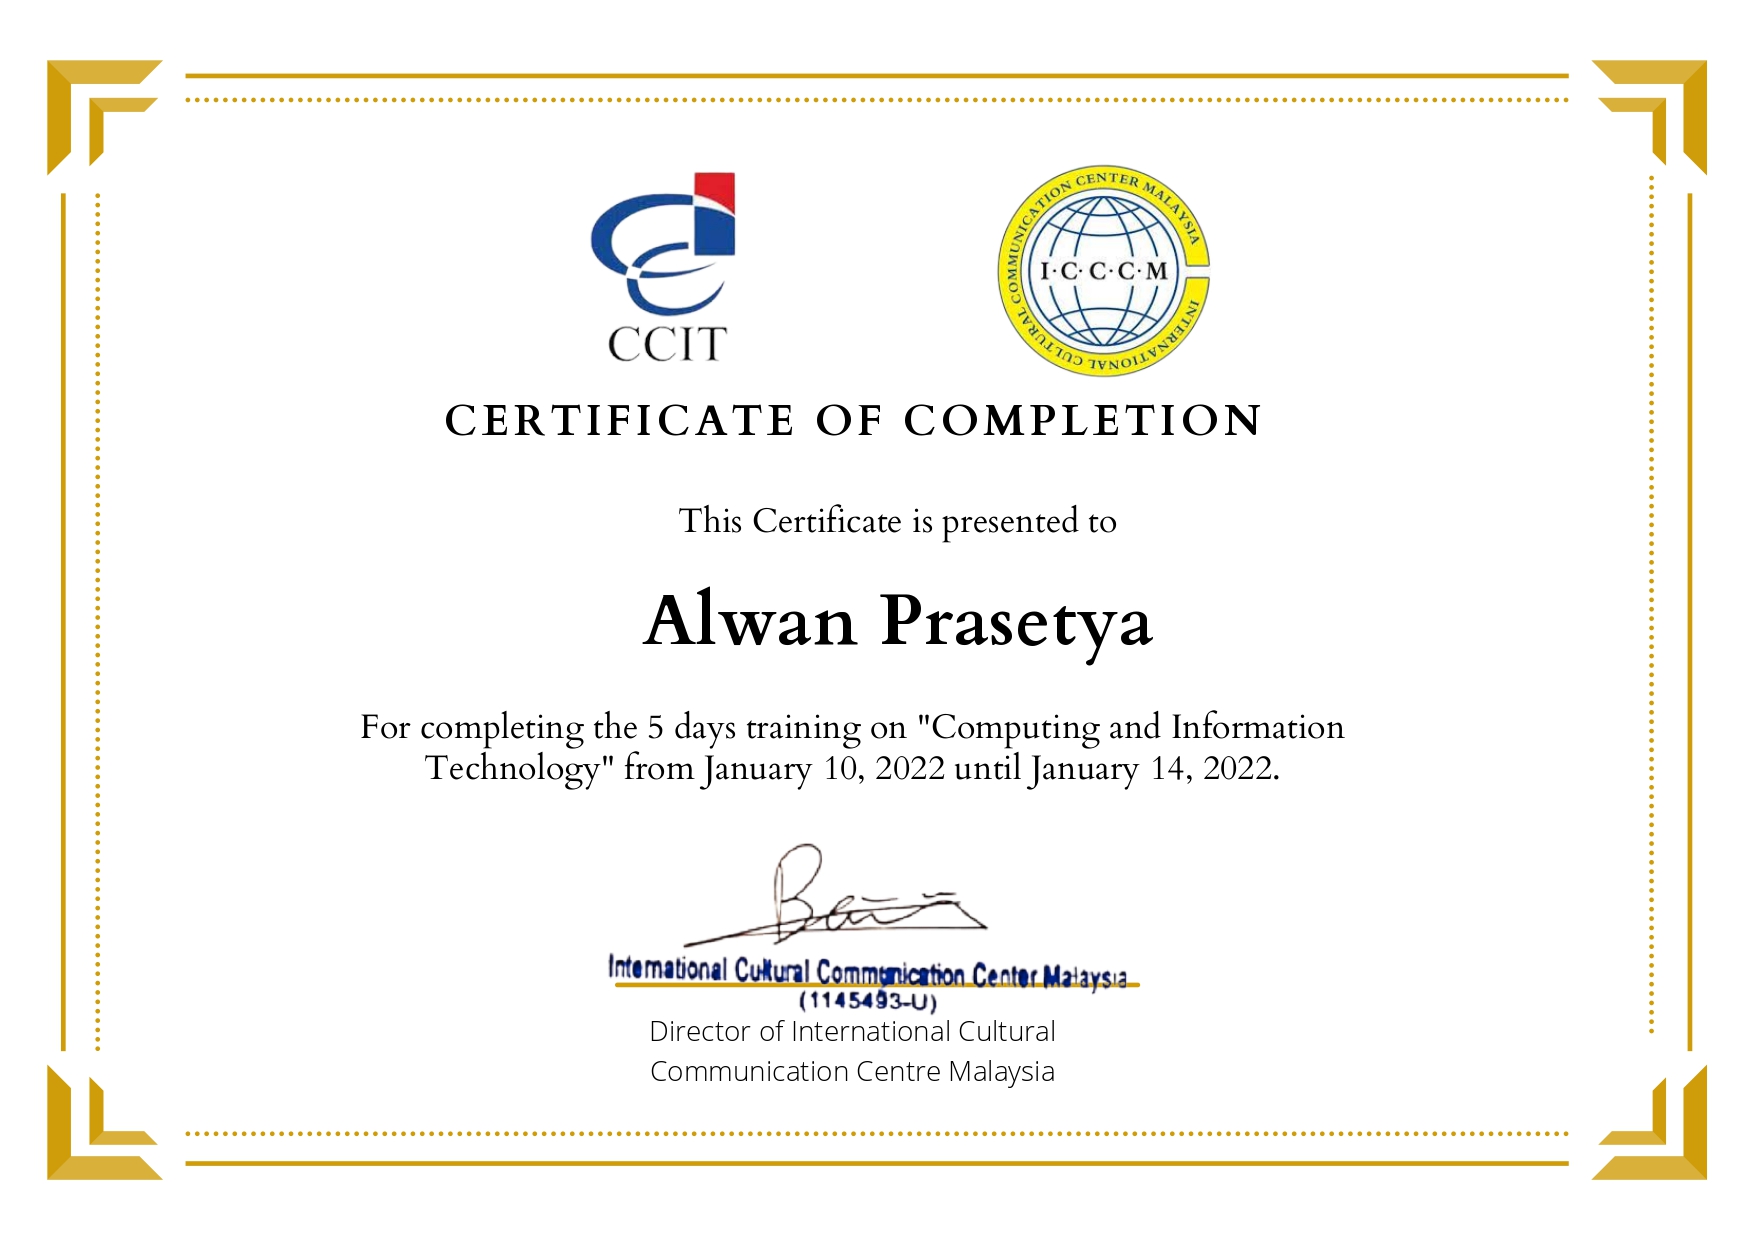 CCIT
INTERNATIONAL CULTURAL COMMUNICATION CENTER MALAYSIA
I·C·C·C·M
CERTIFICATE OF COMPLETION
This Certificate is presented to
Alwan Prasetya
For completing the 5 days training on "Computing and Information
Technology" from January 10, 2022 until January 14, 2022.
International Cultural Communication Center Malaysia
(1145493-U)
Director of International Cultural
Communication Centre Malaysia